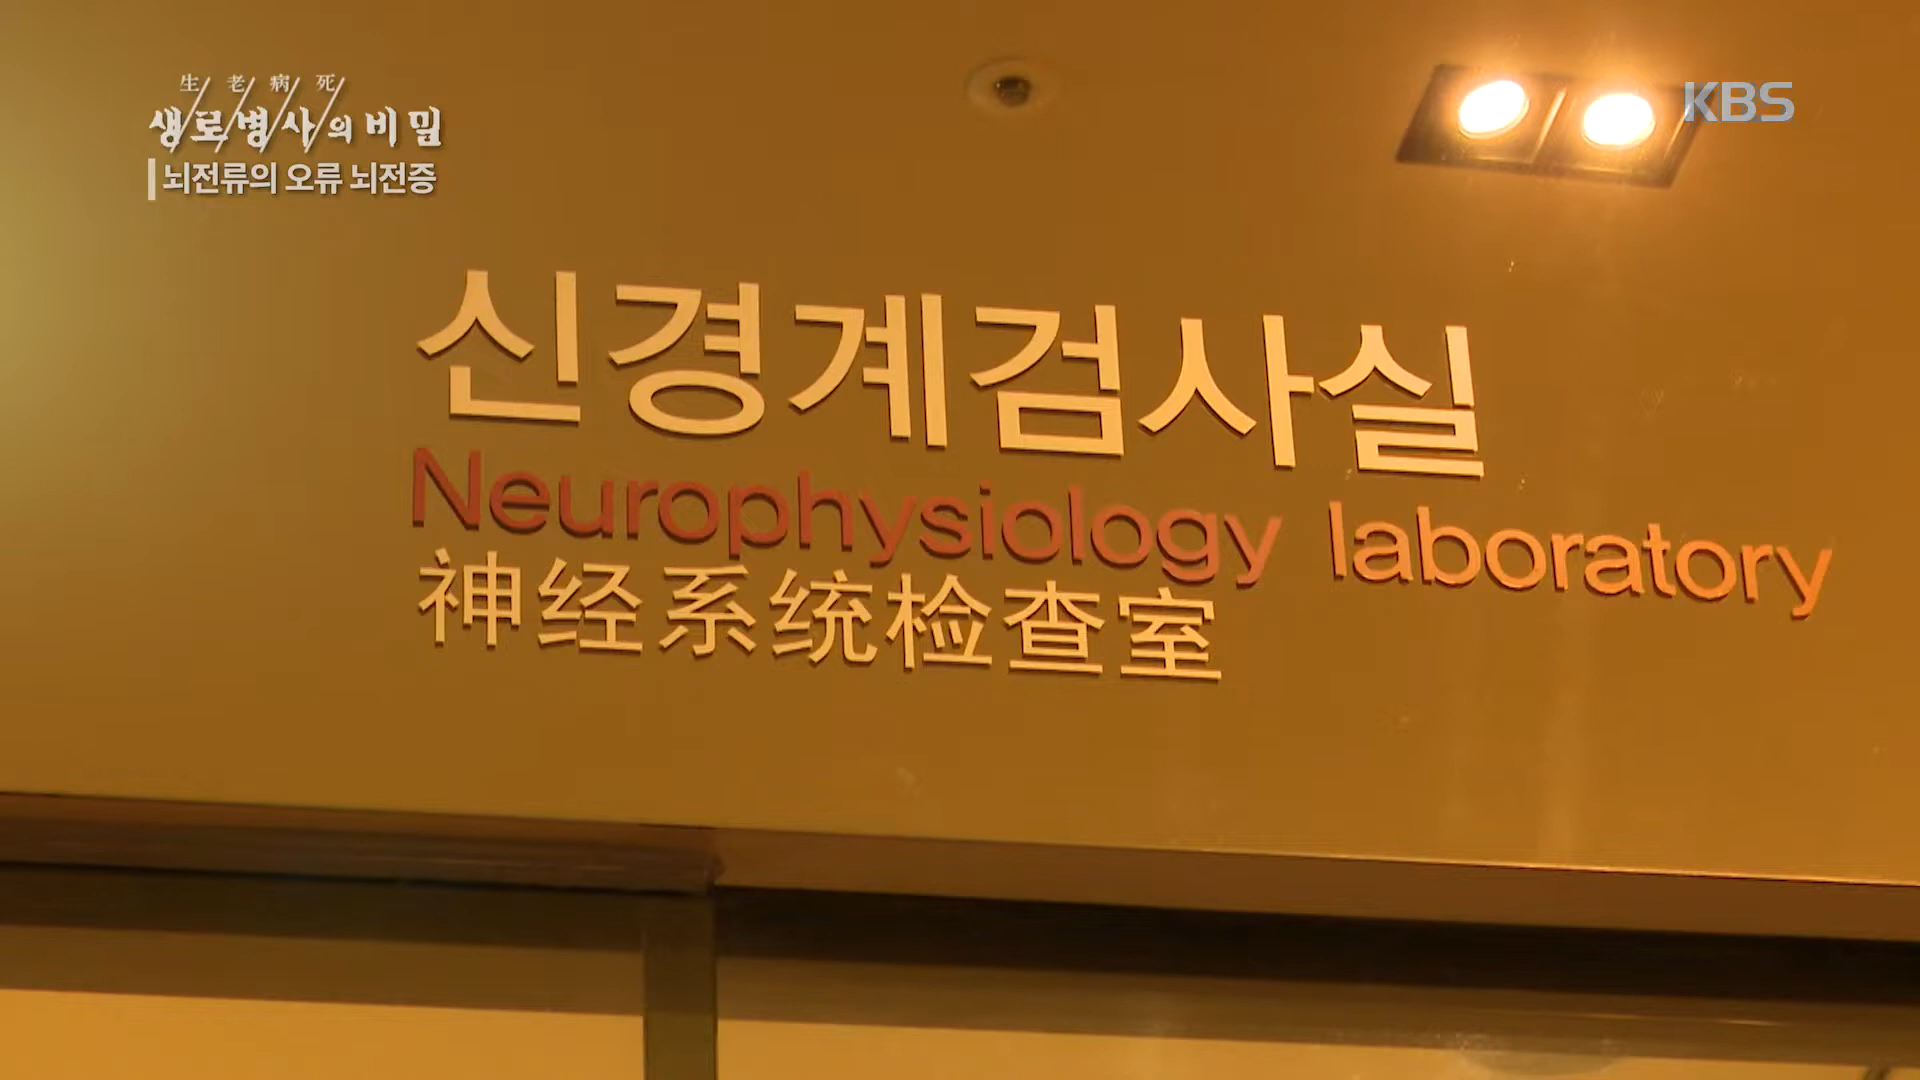 生老病死
생로병사의 비밀
뇌전류의 오류 뇌전증
KBS
신경계검사실
Neurophysiology laboratory
神经系统检查室